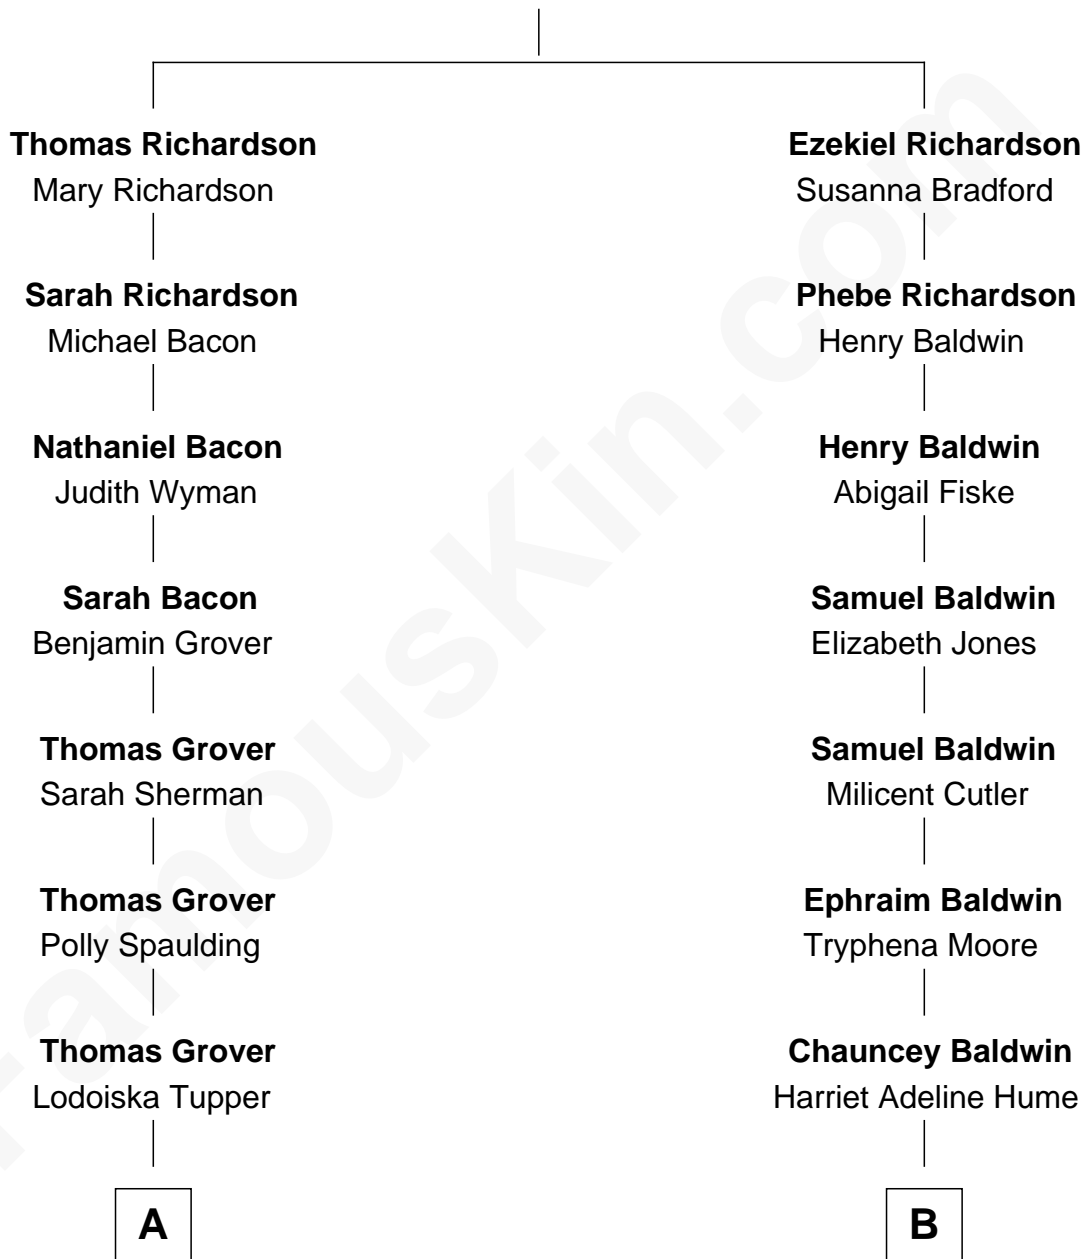 Thomas Richardson
Mary Richardson
Ezekiel Richardson
Susanna Bradford
Sarah Richardson
Michael Bacon
Phebe Richardson
Henry Baldwin
Nathaniel Bacon
Judith Wyman
Henry Baldwin
Abigail Fiske
Sarah Bacon
Benjamin Grover
Samuel Baldwin
Elizabeth Jones
Thomas Grover
Sarah Sherman
Samuel Baldwin
Milicent Cutler
Thomas Grover
Polly Spaulding
Ephraim Baldwin
Tryphena Moore
Thomas Grover
Lodoiska Tupper
Chauncey Baldwin
Harriet Adeline Hume
A
B
FamousKin.com